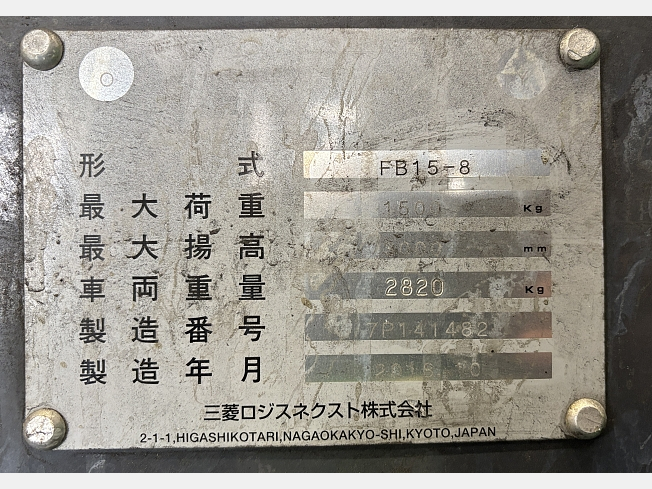 形式 FB15-8
最大荷重 1500 Kg
最大揚高 mm
車両重量 2820 Kg
製造番号 7P141482
製造年月
三菱ロジスネクスト株式会社
2-1-1,HIGASHIKOTARI,NAGAOKAKYO-SHI,KYOTO,JAPAN